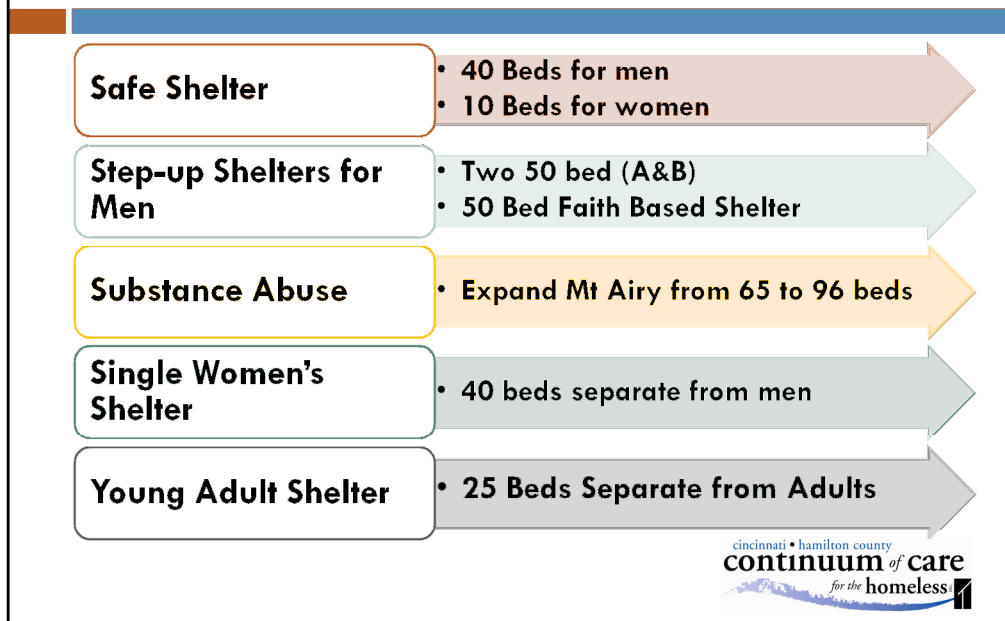 Safe Shelter
• 40 Beds for men
• 10 Beds for women
Step-up Shelters for
Men
• Two 50 bed (A&B)
• 50 Bed Faith Based Shelter
Substance Abuse
• Expand Mt Airy from 65 to 96 beds
Single Women's
Shelter
• 40 beds separate from men
Young Adult Shelter
• 25 Beds Separate from Adults
cincinnati • hamilton county
continuum of care
for the homeless